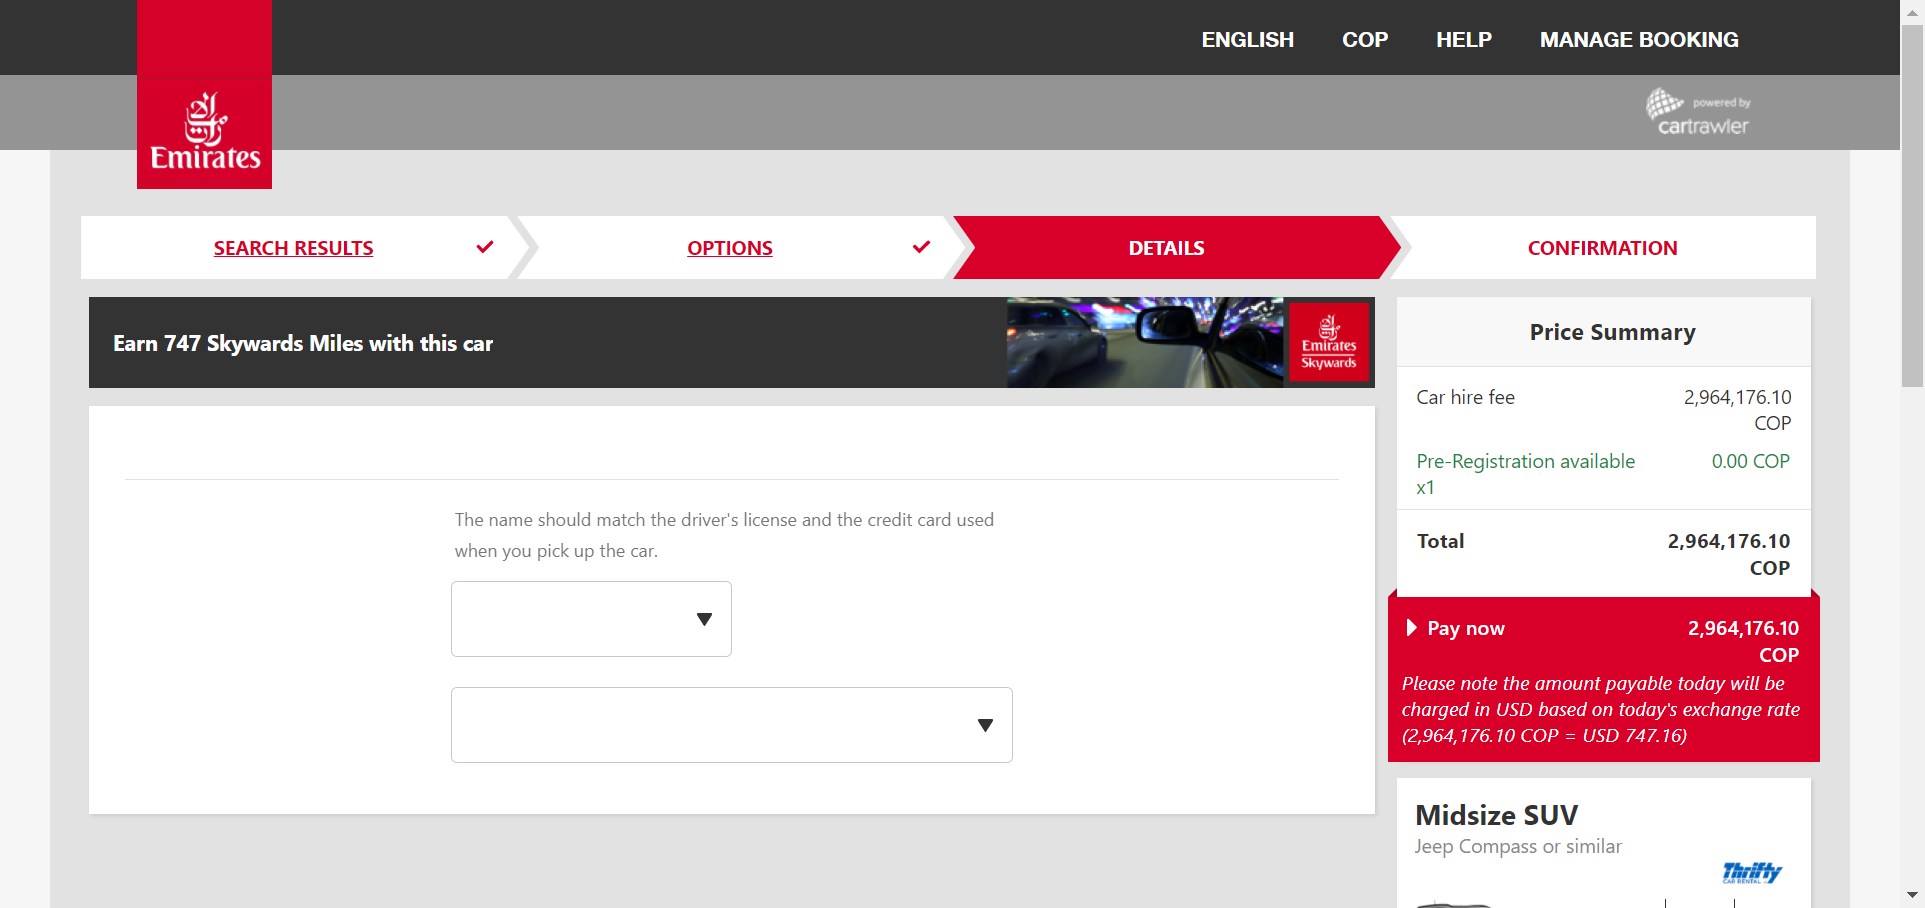 ENGLISH COP HELP MANAGE BOOKING
powered by
cartrawler
Emirates
SEARCH RESULTS OPTIONS DETAILS CONFIRMATION
Earn 747 Skywards Miles with this car
Emirates
Skywards
The name should match the driver's license and the credit card used
when you pick up the car.
Price Summary
Car hire fee 2,964,176.10
COP
Pre-Registration available 0.00 COP
x1
Total 2,964,176.10
COP
Pay now 2,964,176.10
COP
Please note the amount payable today will be
charged in USD based on today's exchange rate
(2,964,176.10 COP = USD 747.16)
Midsize SUV
Jeep Compass or similar
Thrifty
CAR RENTAL